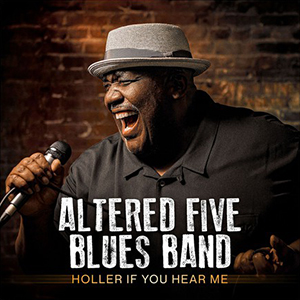 ALTERED FIVE
BLUES BAND
HOLLER IF YOU HEAR ME